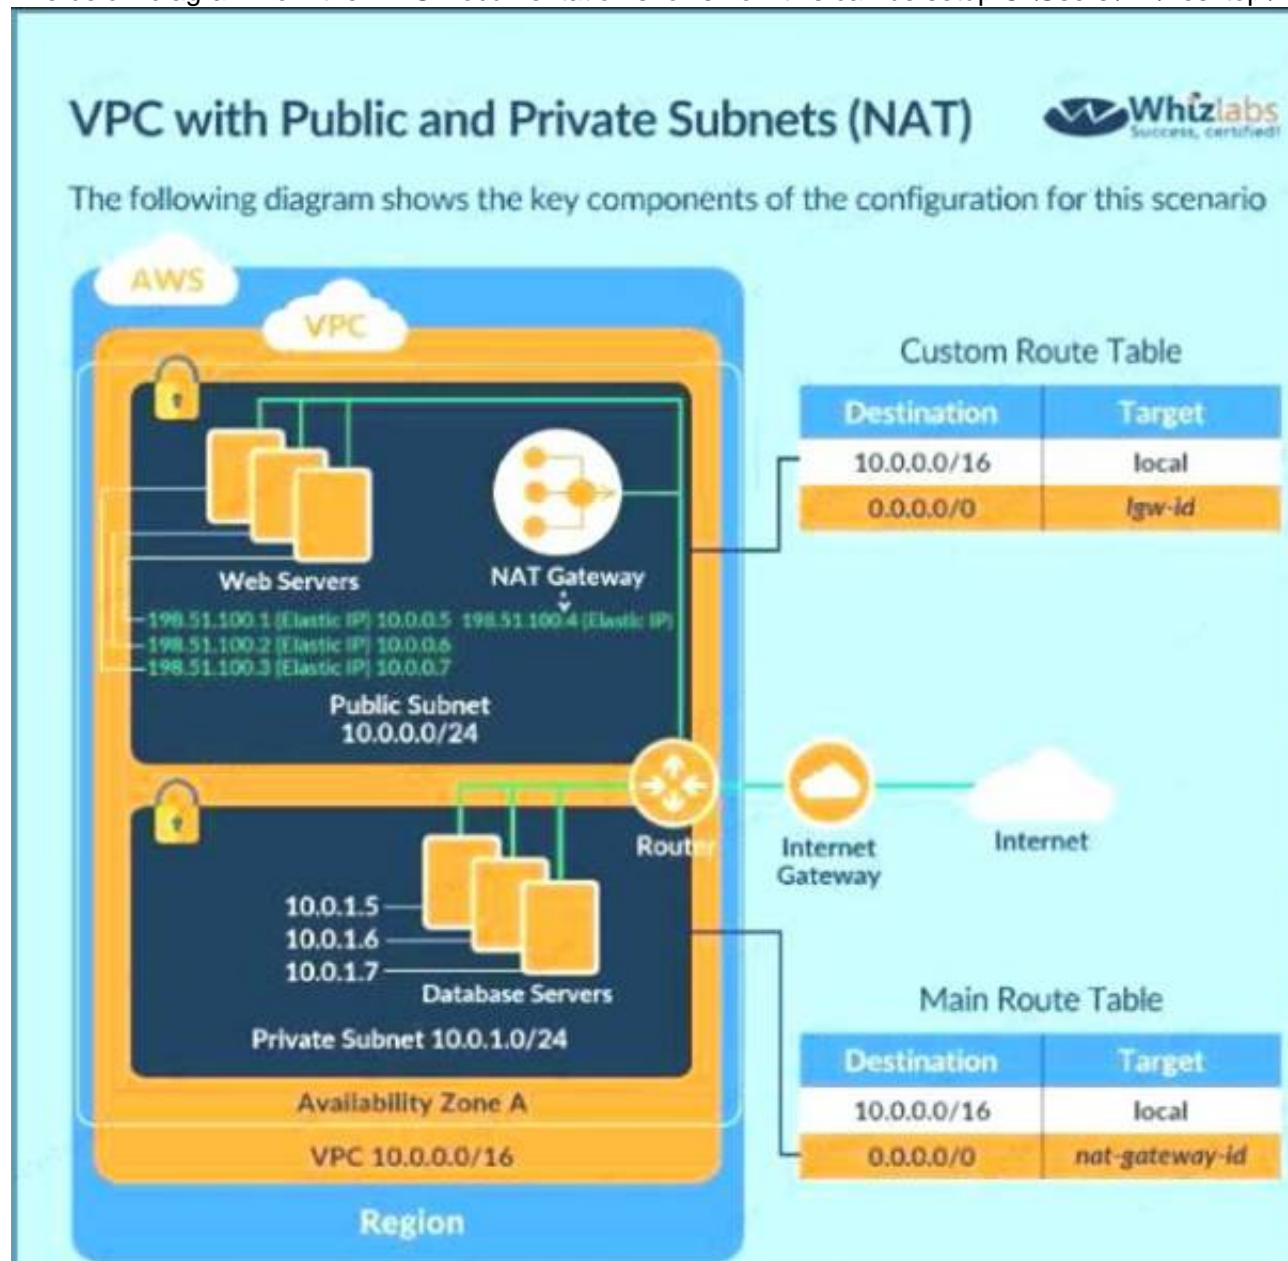 VPC with Public and Private Subnets (NAT)
Whizlabs
Success, certified!
The following diagram shows the key components of the configuration for this scenario
AWS
VPC
Custom Route Table
Destination Target
10.0.0.0/16 local
0.0.0.0/0 lgw-id
Web Servers
NAT Gateway
198.51.100.1 (Elastic IP) 10.0.0.5 198.51.100.4 (Elastic IP)
198.51.100.2 (Elastic IP) 10.0.0.6
198.51.100.3 (Elastic IP) 10.0.0.7
Public Subnet
10.0.0.0/24
Router
Internet
Gateway
Internet
10.0.1.5
10.0.1.6
10.0.1.7
Database Servers
Private Subnet 10.0.1.0/24
Main Route Table
Destination Target
10.0.0.0/16 local
0.0.0.0/0 nat-gateway-id
Availability Zone A
VPC 10.0.0.0/16
Region